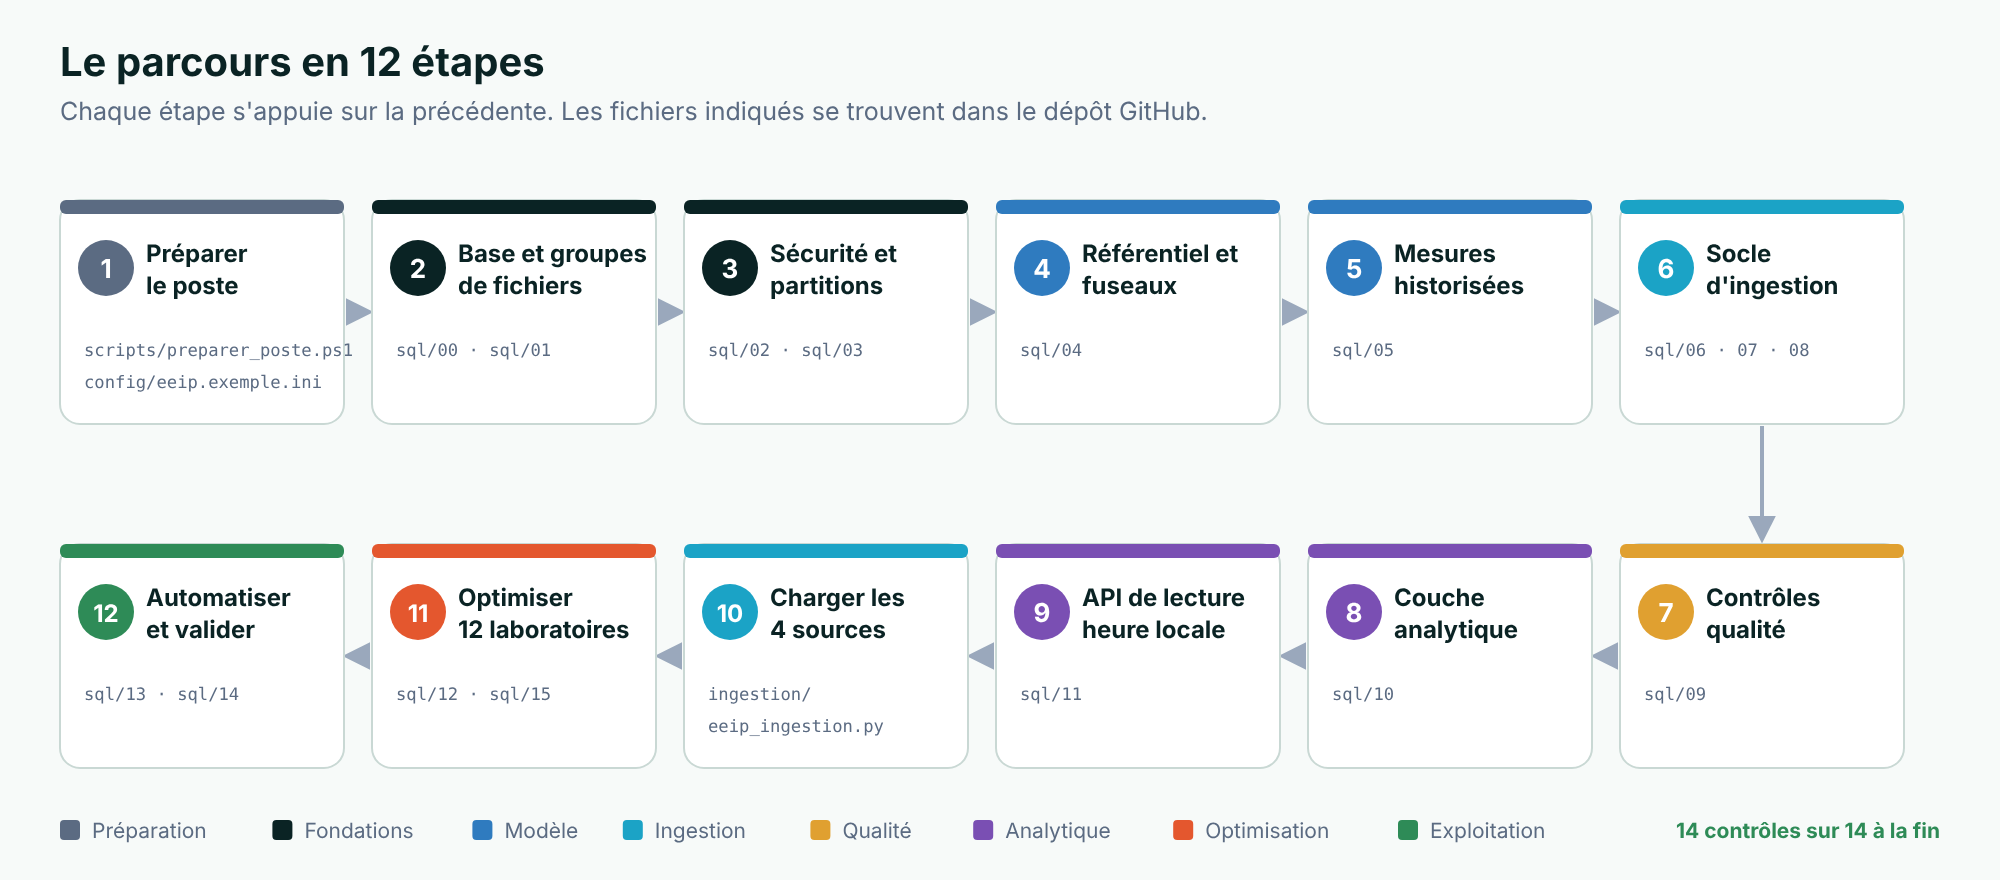 Le parcours en 12 étapes
Chaque étape s'appuie sur la précédente. Les fichiers indiqués se trouvent dans le dépôt GitHub.
1
Préparer
le poste
scripts/preparer_poste.ps1
config/eeip.exemple.ini
2
Base et groupes
de fichiers
sql/00 · sql/01
3
Sécurité et
partitions
sql/02 · sql/03
4
Référentiel et
fuseaux
sql/04
5
Mesures
historisées
sql/05
6
Socle
d'ingestion
sql/06 · 07 · 08
7
Contrôles
qualité
sql/09
8
Couche
analytique
sql/10
9
API de lecture
heure locale
sql/11
10
Charger les
4 sources
ingestion/
eeip_ingestion.py
11
Optimiser
12 laboratoires
sql/12 · sql/15
12
Automatiser
et valider
sql/13 · sql/14
Préparation
Fondations
Modèle
Ingestion
Qualité
Analytique
Optimisation
Exploitation
14 contrôles sur 14 à la fin